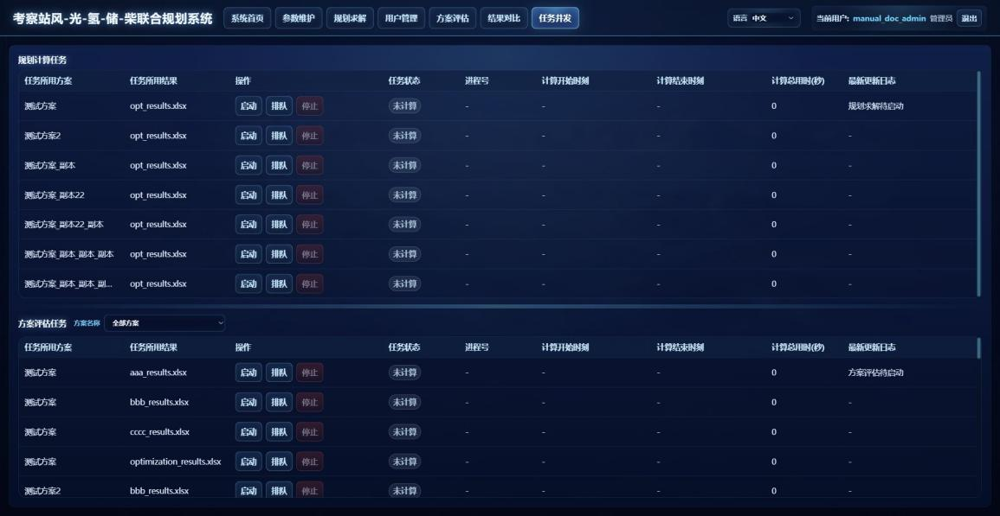 考察站风-光-氢-储-柴联合规划系统 系统首页 参数维护 规划求解 用户管理 方案评估 结果对比 任务并发 语言 中文 当前用户: manual_doc_admin 管理员 退出
规划计算任务
任务所用方案 任务所用结果 操作 任务状态 进程号 计算开始时刻 计算结束时刻 计算总用时(秒) 最新更新日志
测试方案 opt_results.xlsx 启动 排队 停止 未计算 - - - 0 规划求解待启动
测试方案2 opt_results.xlsx 启动 排队 停止 未计算 - - - 0 -
测试方案_副本 opt_results.xlsx 启动 排队 停止 未计算 - - - 0 -
测试方案_副本22 opt_results.xlsx 启动 排队 停止 未计算 - - - 0 -
测试方案_副本22_副本 opt_results.xlsx 启动 排队 停止 未计算 - - - 0 -
测试方案_副本_副本_副本 opt_results.xlsx 启动 排队 停止 未计算 - - - 0 -
测试方案_副本_副本_副... opt_results.xlsx 启动 排队 停止 未计算 - - - 0 -
方案评估任务 方案名称 全部方案
任务所用方案 任务所用结果 操作 任务状态 进程号 计算开始时刻 计算结束时刻 计算总用时(秒) 最新更新日志
测试方案 aaa_results.xlsx 启动 排队 停止 未计算 - - - 0 方案评估待启动
测试方案 bbb_results.xlsx 启动 排队 停止 未计算 - - - 0 -
测试方案 cccc_results.xlsx 启动 排队 停止 未计算 - - - 0 -
测试方案 optimization_results.xlsx 启动 排队 停止 未计算 - - - 0 -
测试方案2 bbb_results.xlsx 启动 排队 停止 未计算 - - - 0 -